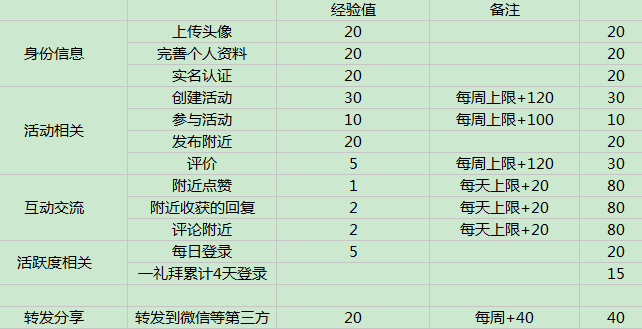 经验值 备注
上传头像 20 20
身份信息 完善个人资料 20 20
实名认证 20 20
创建活动 30 每周上限+120 30
活动相关 参与活动 10 每周上限+100 10
发布附近 20 20
评价 5 每周上限+120 30
附近点赞 1 每天上限+20 80
互动交流 附近收获的回复 2 每天上限+20 80
评论附近 2 每天上限+20 80
活跃度相关 每日登录 5 20
一礼拜累计4天登录 15
转发分享 转发到微信等第三方 20 每周+40 40